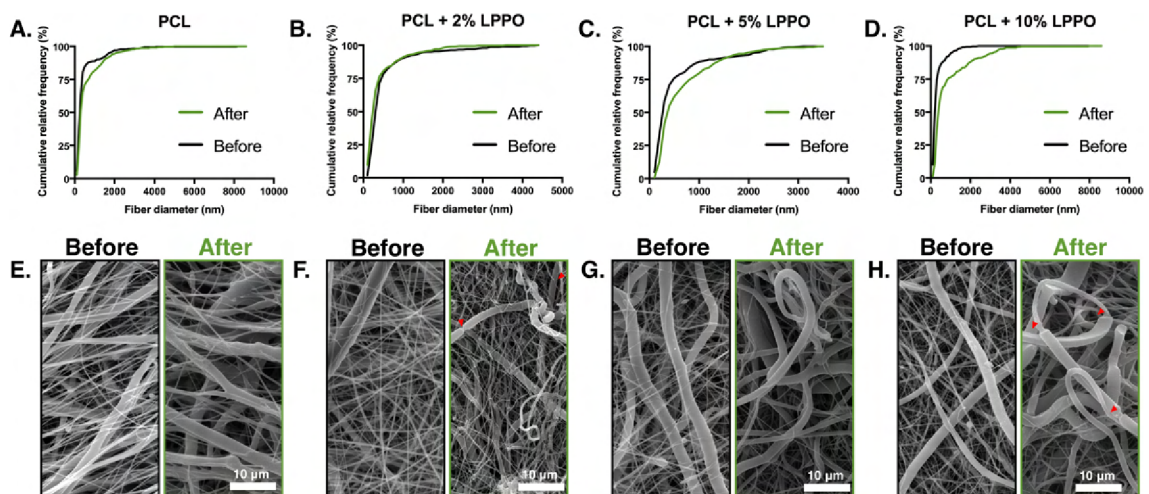 A.
PCL
Cumulative relative frequency (%)
100
75
50
25
0
After
Before
0 2000 4000 6000 8000 10000
Fiber diameter (nm)
B.
PCL + 2% LPPO
Cumulative relative frequency (%)
100
75
50
25
0
After
Before
0 1000 2000 3000 4000 5000
Fiber diameter (nm)
C.
PCL + 5% LPPO
Cumulative relative frequency (%)
100
75
50
25
0
After
Before
0 1000 2000 3000 4000
Fiber diameter (nm)
D.
PCL + 10% LPPO
Cumulative relative frequency (%)
100
75
50
25
0
After
Before
0 2000 4000 6000 8000 10000
Fiber diameter (nm)
E.
Before After
10 µm
F.
Before After
10 µm
G.
Before After
10 µm
H.
Before After
10 µm